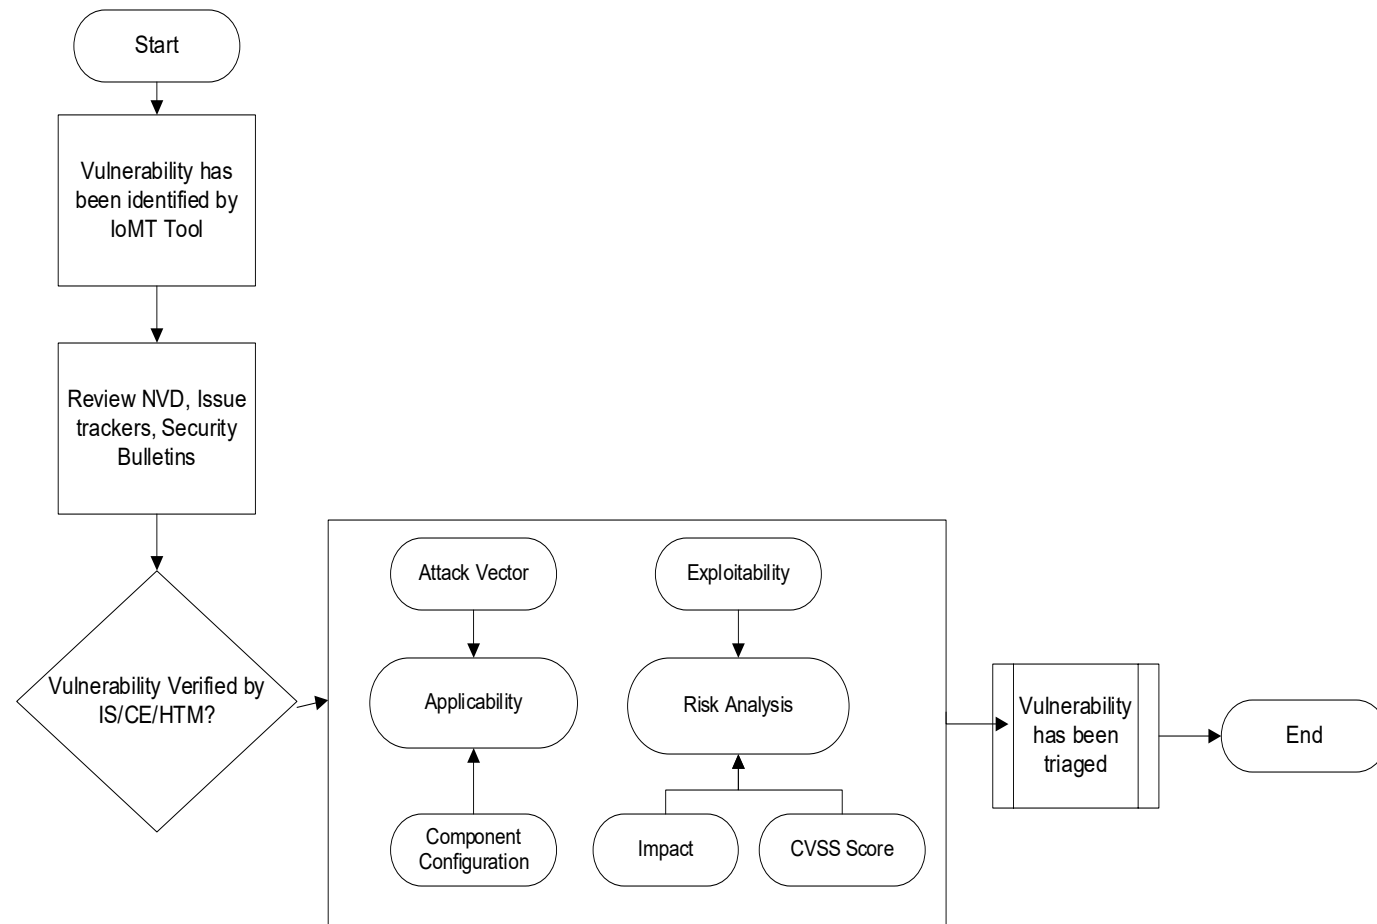 Start
Vulnerability has
been identified by
IoMT Tool
Review NVD, Issue
trackers, Security
Bulletins
Vulnerability Verified by
IS/CE/HTM?
Attack Vector
Exploitability
Applicability
Risk Analysis
Component
Configuration
Impact
CVSS Score
Vulnerability
has been
triaged
End